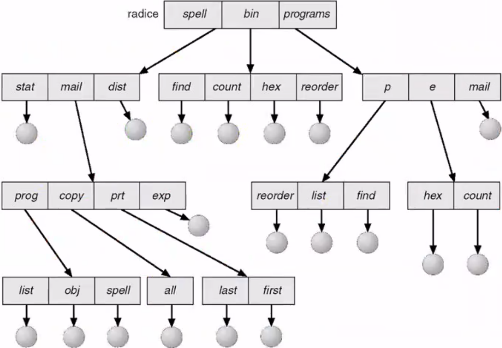 radice spell bin programs
stat mail dist find count hex reorder p e mail
prog copy prt exp reorder list find hex count
list obj spell all last first